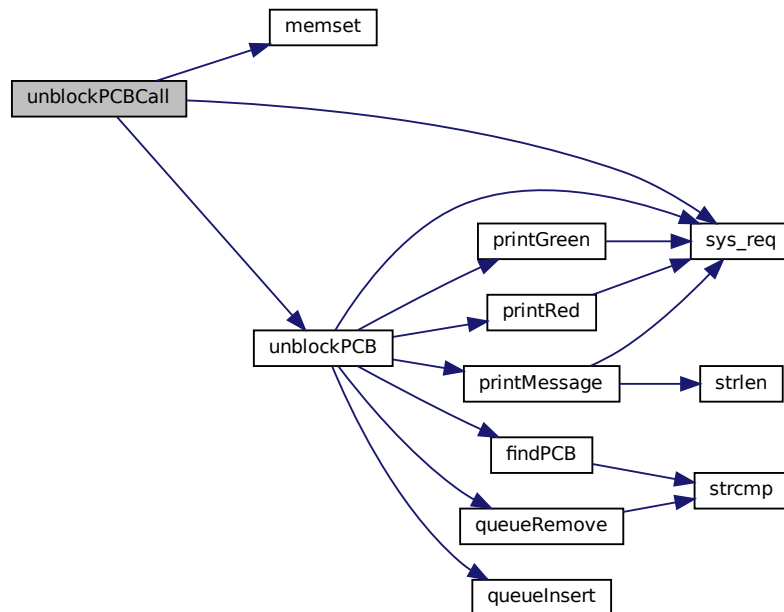 memset
unblockPCBCall
printGreen
sys_req
printRed
unblockPCB
printMessage
strlen
findPCB
strcmp
queueRemove
queueInsert